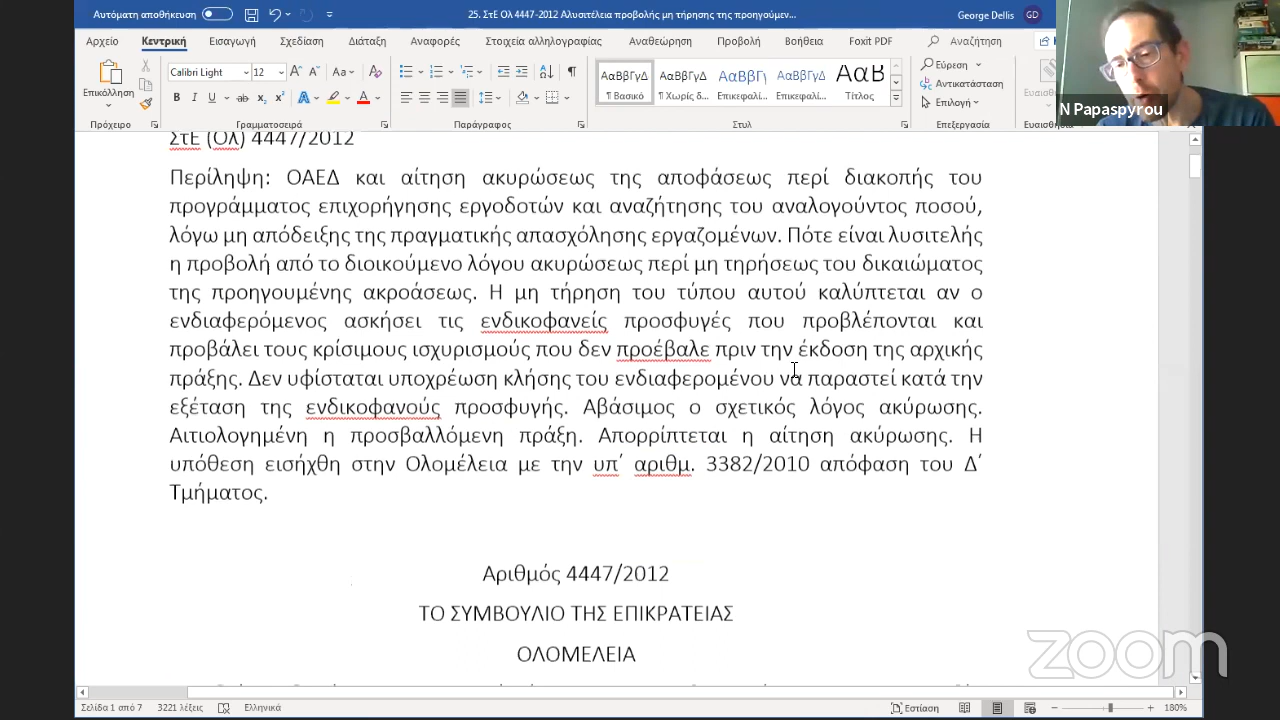 Αυτόματη αποθήκευση
25. ΣτΕ Ολ 4447-2012 Αλυσιτέλεια προβολής μη τήρησης της προηγούμεν...
George Dellis GD
Αρχείο Κεντρική Εισαγωγή Σχεδίαση Διάταξη Αναφορές Στοιχεία αλληλογραφίας Αναθεώρηση Προβολή Βοήθεια Foxit PDF Αναζήτηση
Επικόλληση
Calibri Light 12
ΑαΒβΓγΔ ΑαΒβΓγΔ ΑαΒβΓγ ΑαΒβΓγΔ
¶ Βασικό ¶ Χωρίς δ... Επικεφαλί... Επικεφαλί... Τίτλος
Εύρεση
Αντικατάσταση
Επιλογή
Πρόχειρο Γραμματοσειρά Παράγραφος Στυλ Επεξεργασία
N Papaspyrou
ΣτΕ (Ολ) 4447/2012
Περίληψη: ΟΑΕΔ και αίτηση ακυρώσεως της αποφάσεως περί διακοπής του
προγράμματος επιχορήγησης εργοδοτών και αναζήτησης του αναλογούντος ποσού,
λόγω μη απόδειξης της πραγματικής απασχόλησης εργαζομένων. Πότε είναι λυσιτελής
η προβολή από το διοικούμενο λόγου ακυρώσεως περί μη τηρήσεως του δικαιώματος
της προηγουμένης ακροάσεως. Η μη τήρηση του τύπου αυτού καλύπτεται αν ο
ενδιαφερόμενος ασκήσει τις ενδικοφανείς προσφυγές που προβλέπονται και
προβάλει τους κρίσιμους ισχυρισμούς που δεν προέβαλε πριν την έκδοση της αρχικής
πράξης. Δεν υφίσταται υποχρέωση κλήσης του ενδιαφερομένου να παραστεί κατά την
εξέταση της ενδικοφανούς προσφυγής. Αβάσιμος ο σχετικός λόγος ακύρωσης.
Αιτιολογημένη η προσβαλλόμενη πράξη. Απορρίπτεται η αίτηση ακύρωσης. Η
υπόθεση εισήχθη στην Ολομέλεια με την υπ΄ αριθμ. 3382/2010 απόφαση του Δ΄
Τμήματος.
Αριθμός 4447/2012
ΤΟ ΣΥΜΒΟΥΛΙΟ ΤΗΣ ΕΠΙΚΡΑΤΕΙΑΣ
ΟΛΟΜΕΛΕΙΑ
zoom
Σελίδα 1 από 7 3221 λέξεις Ελληνικά Εστίαση 180%